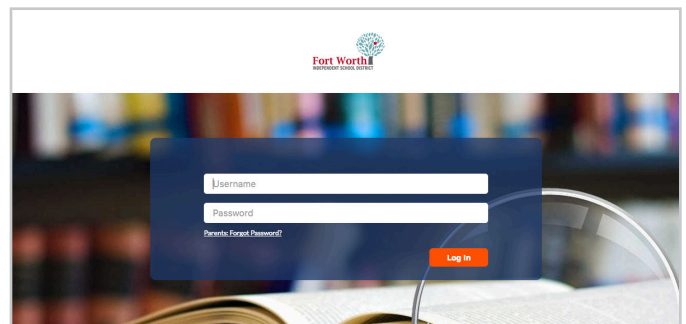 Fort Worth
INDEPENDENT SCHOOL DISTRICT
Username
Password
Parents: Forgot Password?
Log In